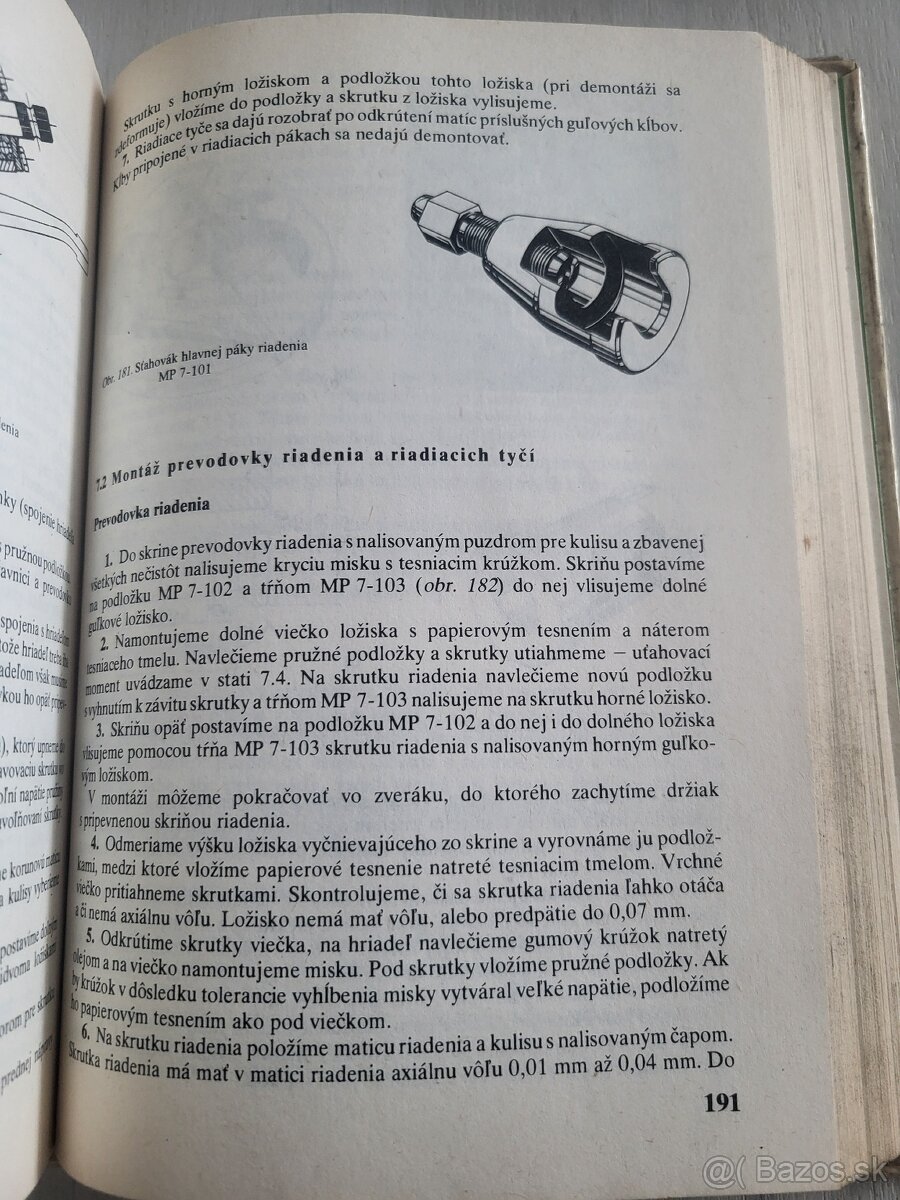 Skrutku s horným ložiskom a podložkou tohto ložiska (pri demontáži sa
ndeformuje) vložíme do podložky a skrutku z ložiska vylisujeme.
7. Riadiace tyče sa dajú rozobrať po odkrútení matíc príslušných guľových kĺbov.
Kĺby pripojené v riadiacich pákach sa nedajú demontovať.
Obr. 181. Sťahovák hlavnej páky riadenia
MP 7-101
7.2 Montáž prevodovky riadenia a riadiacich tyčí
Prevodovka riadenia
1. Do skrine prevodovky riadenia s nalisovaným puzdrom pre kulisu a zbavenej
všetkých nečistôt nalisujeme kryciu misku s tesniacim krúžkom. Skriňu postavíme
na podložku MP 7-102 a tŕňom MP 7-103 (obr. 182) do nej vlisujeme dolné
guľkové ložisko.
2. Namontujeme dolné viečko ložiska s papierovým tesnením a náterom
tesniaceho tmelu. Navlečieme pružné podložky a skrutky utiahmeme – uťahovací
moment uvádzame v stati 7.4. Na skrutku riadenia navlečieme novú podložku
s vyhnutím k závitu skrutky a tŕňom MP 7-103 nalisujeme na skrutku horné ložisko.
3. Skriňu opäť postavíme na podložku MP 7-102 a do nej i do dolného ložiska
vlisujeme pomocou tŕňa MP 7-103 skrutku riadenia s nalisovaným horným guľko-
vým ložiskom.
V montáži môžeme pokračovať vo zveráku, do ktorého zachytíme držiak
s pripevnenou skriňou riadenia.
4. Odmeriame výšku ložiska vyčnievajúceho zo skrine a vyrovnáme ju podlož-
kami, medzi ktoré vložíme papierové tesnenie natreté tesniacim tmelom. Vrchné
viečko pritiahneme skrutkami. Skontrolujeme, či sa skrutka riadenia ľahko otáča
a či nemá axiálnu vôľu. Ložisko nemá mať vôľu, alebo predpätie do 0,07 mm.
5. Odkrútime skrutky viečka, na hriadeľ navlečieme gumový krúžok natretý
olejom a na viečko namontujeme misku. Pod skrutky vložíme pružné podložky. Ak
by krúžok v dôsledku tolerancie vyhĺbenia misky vytváral veľké napätie, podložíme
ho papierovým tesnením ako pod viečkom.
6. Na skrutku riadenia položíme maticu riadenia a kulisu s nalisovaným čapom.
Skrutka riadenia má mať v matici riadenia axiálnu vôľu 0,01 mm až 0,04 mm. Do
191
@( Bazos.sk